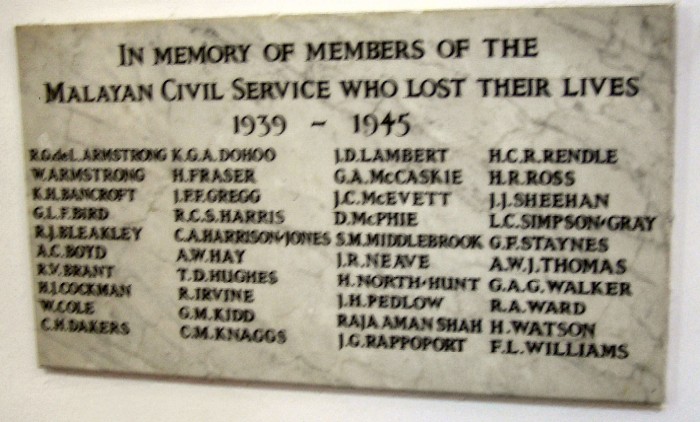 IN MEMORY OF MEMBERS OF THE
MALAYAN CIVIL SERVICE WHO LOST THEIR LIVES
1939 - 1945
R.G.deL.ARMSTRONG
W.ARMSTRONG
K.H.BANCROFT
G.L.F.BIRD
R.J.BLEAKLEY
A.C.BOYD
R.V.BRANT
H.J.COCKMAN
W.COLE
C.H.DAKERS
K.G.A.DOHOO
H.FRASER
J.F.F.GREGG
R.C.S.HARRIS
C.A.HARRISON-JONES
A.W.HAY
T.D.HUGHES
R.IRVINE
G.M.KIDD
C.M.KNAGGS
J.D.LAMBERT
G.A.McCASKIE
J.C.McEVETT
D.McPHIE
S.M.MIDDLEBROOK
J.R.NEAVE
H.NORTH-HUNT
J.H.PEDLOW
RAJA AMAN SHAH
J.G.RAPPOPORT
H.C.R.RENDLE
H.R.ROSS
J.J.SHEEHAN
L.C.SIMPSON-GRAY
G.F.STAYNES
A.W.J.THOMAS
G.A.G.WALKER
R.A.WARD
H.WATSON
F.L.WILLIAMS